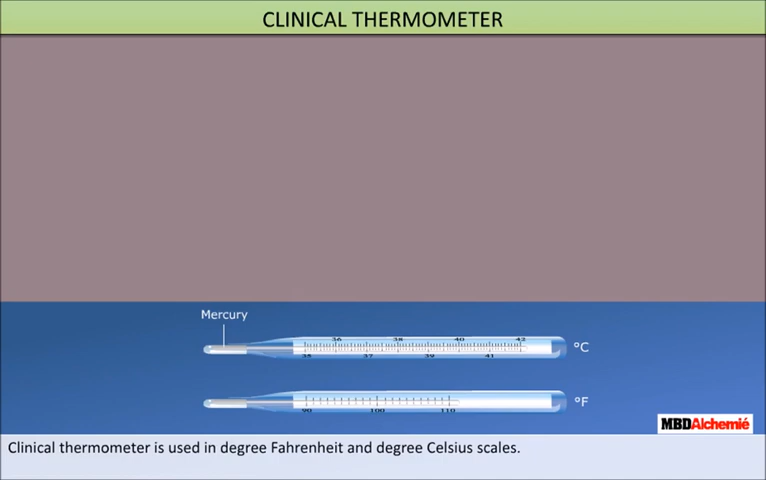 CLINICAL THERMOMETER
Mercury
36 38 40 42
35 37 39 41
°C
90 100 110
°F
MBDAlchemié
Clinical thermometer is used in degree Fahrenheit and degree Celsius scales.